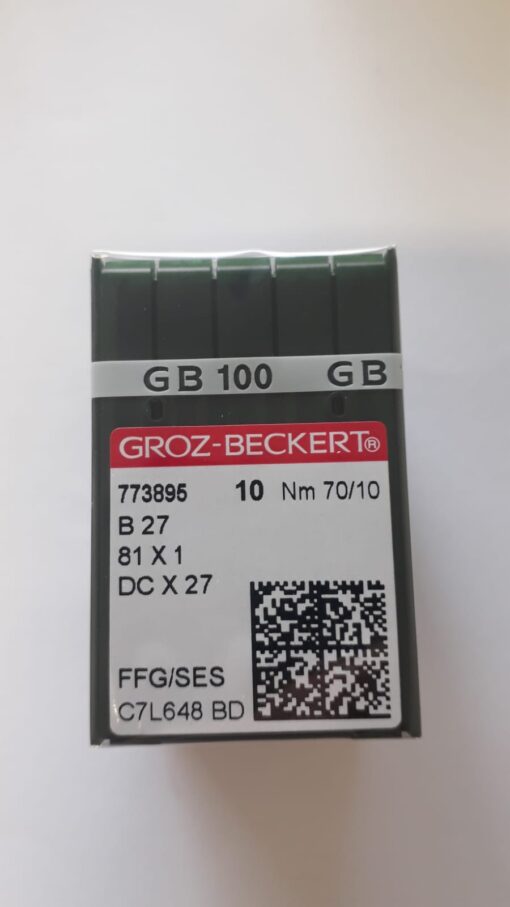 GB 100 GB
GROZ-BECKERT®
773895 10 Nm 70/10
B 27
81 X 1
DC X 27
FFG/SES
C7L648 BD